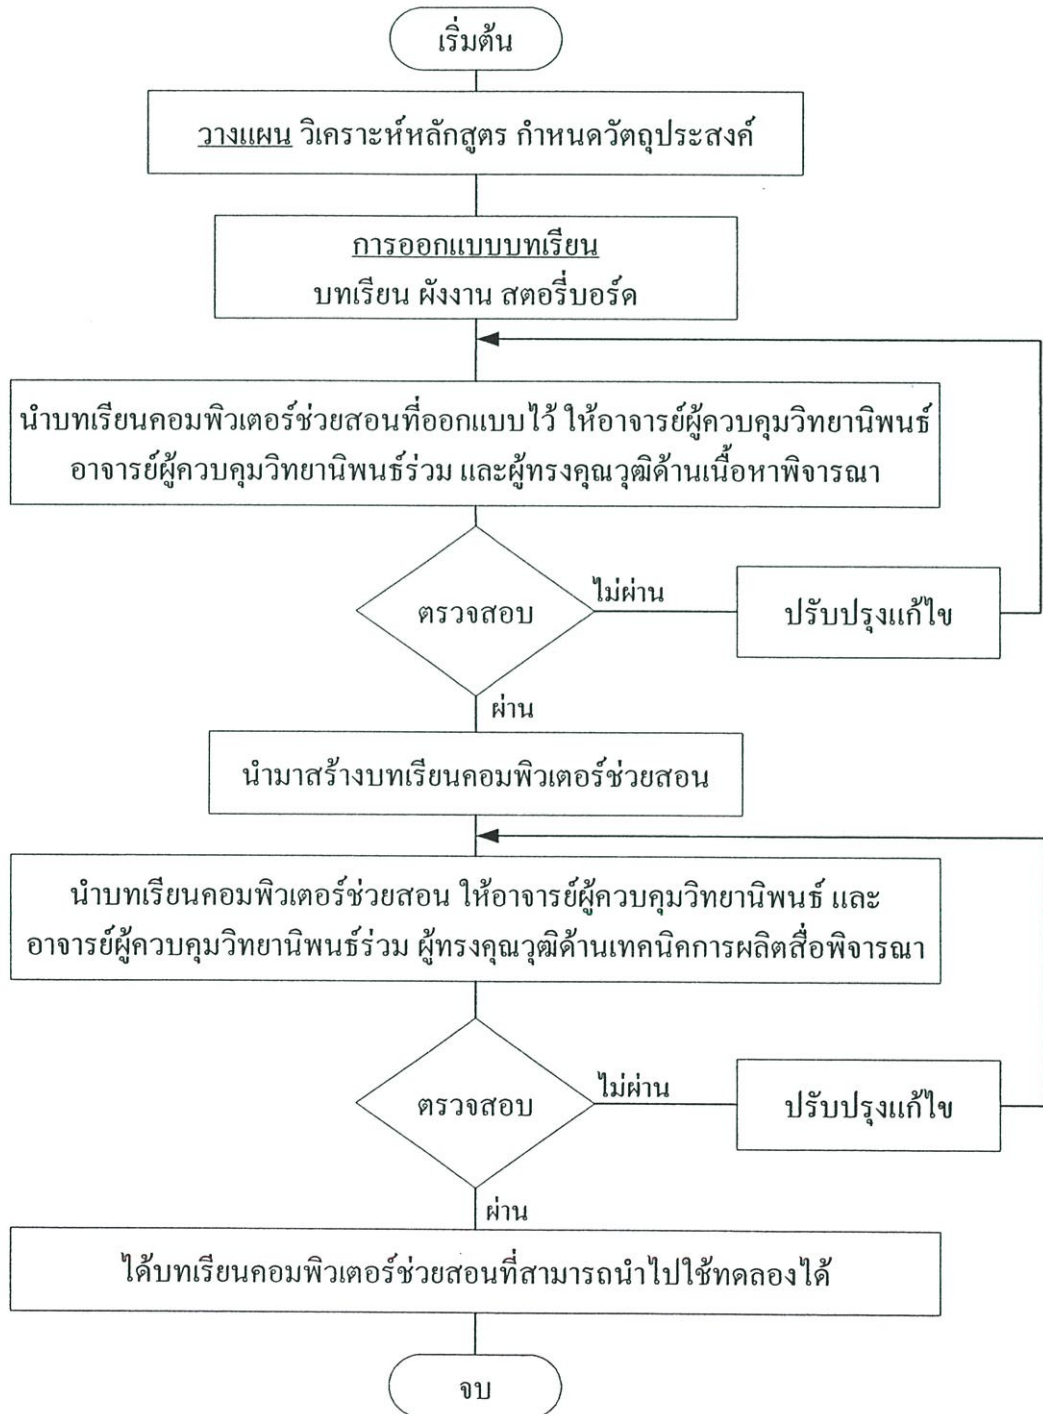 เริ่มต้น
วางแผน วิเคราะห์หลักสูตร กำหนดวัตถุประสงค์
การออกแบบบทเรียน
บทเรียน ผังงาน สตอรี่บอร์ด
นำบทเรียนคอมพิวเตอร์ช่วยสอนที่ออกแบบไว้ ให้อาจารย์ผู้ควบคุมวิทยานิพนธ์
อาจารย์ผู้ควบคุมวิทยานิพนธ์ร่วม และผู้ทรงคุณวุฒิด้านเนื้อหาพิจารณา
ตรวจสอบ
ไม่ผ่าน
ปรับปรุงแก้ไข
ผ่าน
นำมาสร้างบทเรียนคอมพิวเตอร์ช่วยสอน
นำบทเรียนคอมพิวเตอร์ช่วยสอน ให้อาจารย์ผู้ควบคุมวิทยานิพนธ์ และ
อาจารย์ผู้ควบคุมวิทยานิพนธ์ร่วม ผู้ทรงคุณวุฒิด้านเทคนิคการผลิตสื่อพิจารณา
ตรวจสอบ
ไม่ผ่าน
ปรับปรุงแก้ไข
ผ่าน
ได้บทเรียนคอมพิวเตอร์ช่วยสอนที่สามารถนำไปใช้ทดลองได้
จบ